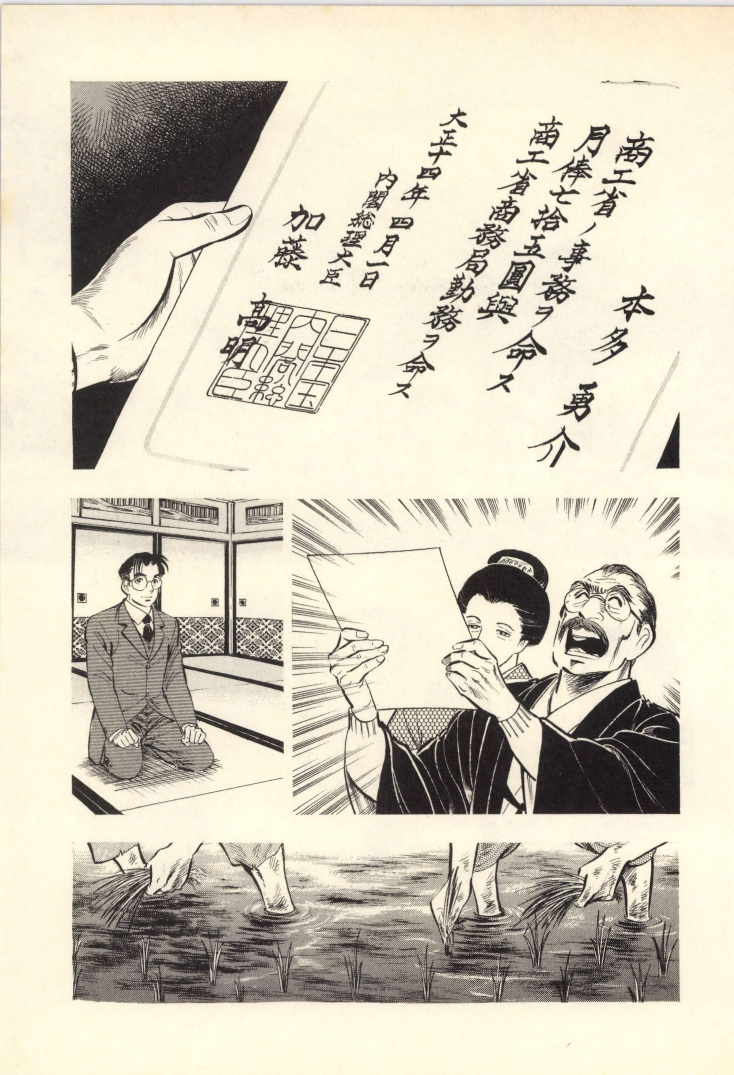 本多勇介
商工省ノ事務ヲ命ス
月俸七拾五圓與
商工省商務局勤務ヲ命ス
大正十四年四月一日
内閣総理大臣
加藤高明